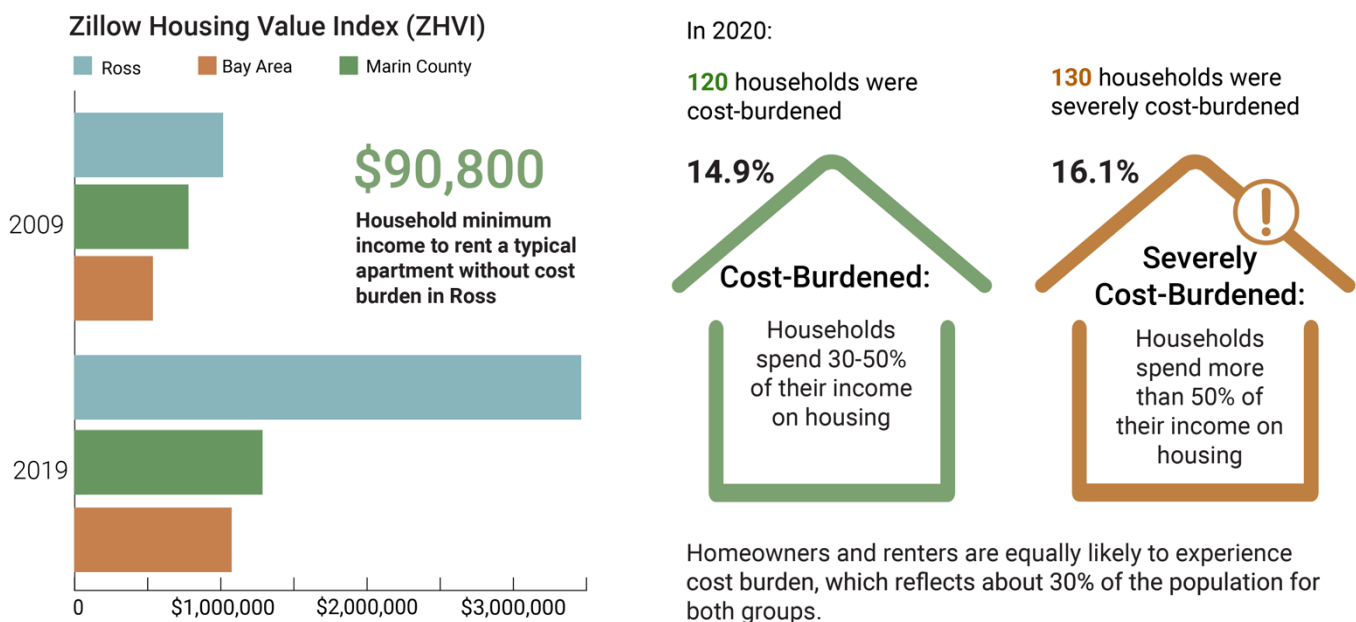 Zillow Housing Value Index (ZHVI)
Ross
Bay Area
Marin County
2009
$90,800
Household minimum
income to rent a typical
apartment without cost
burden in Ross
2019
0
$1,000,000
$2,000,000
$3,000,000
In 2020:
120 households were
cost-burdened
14.9%
Cost-Burdened:
Households
spend 30-50%
of their income
on housing
130 households were
severely cost-burdened
16.1%
!
Severely
Cost-Burdened:
Households
spend more
than 50% of
their income on
housing
Homeowners and renters are equally likely to experience
cost burden, which reflects about 30% of the population for
both groups.